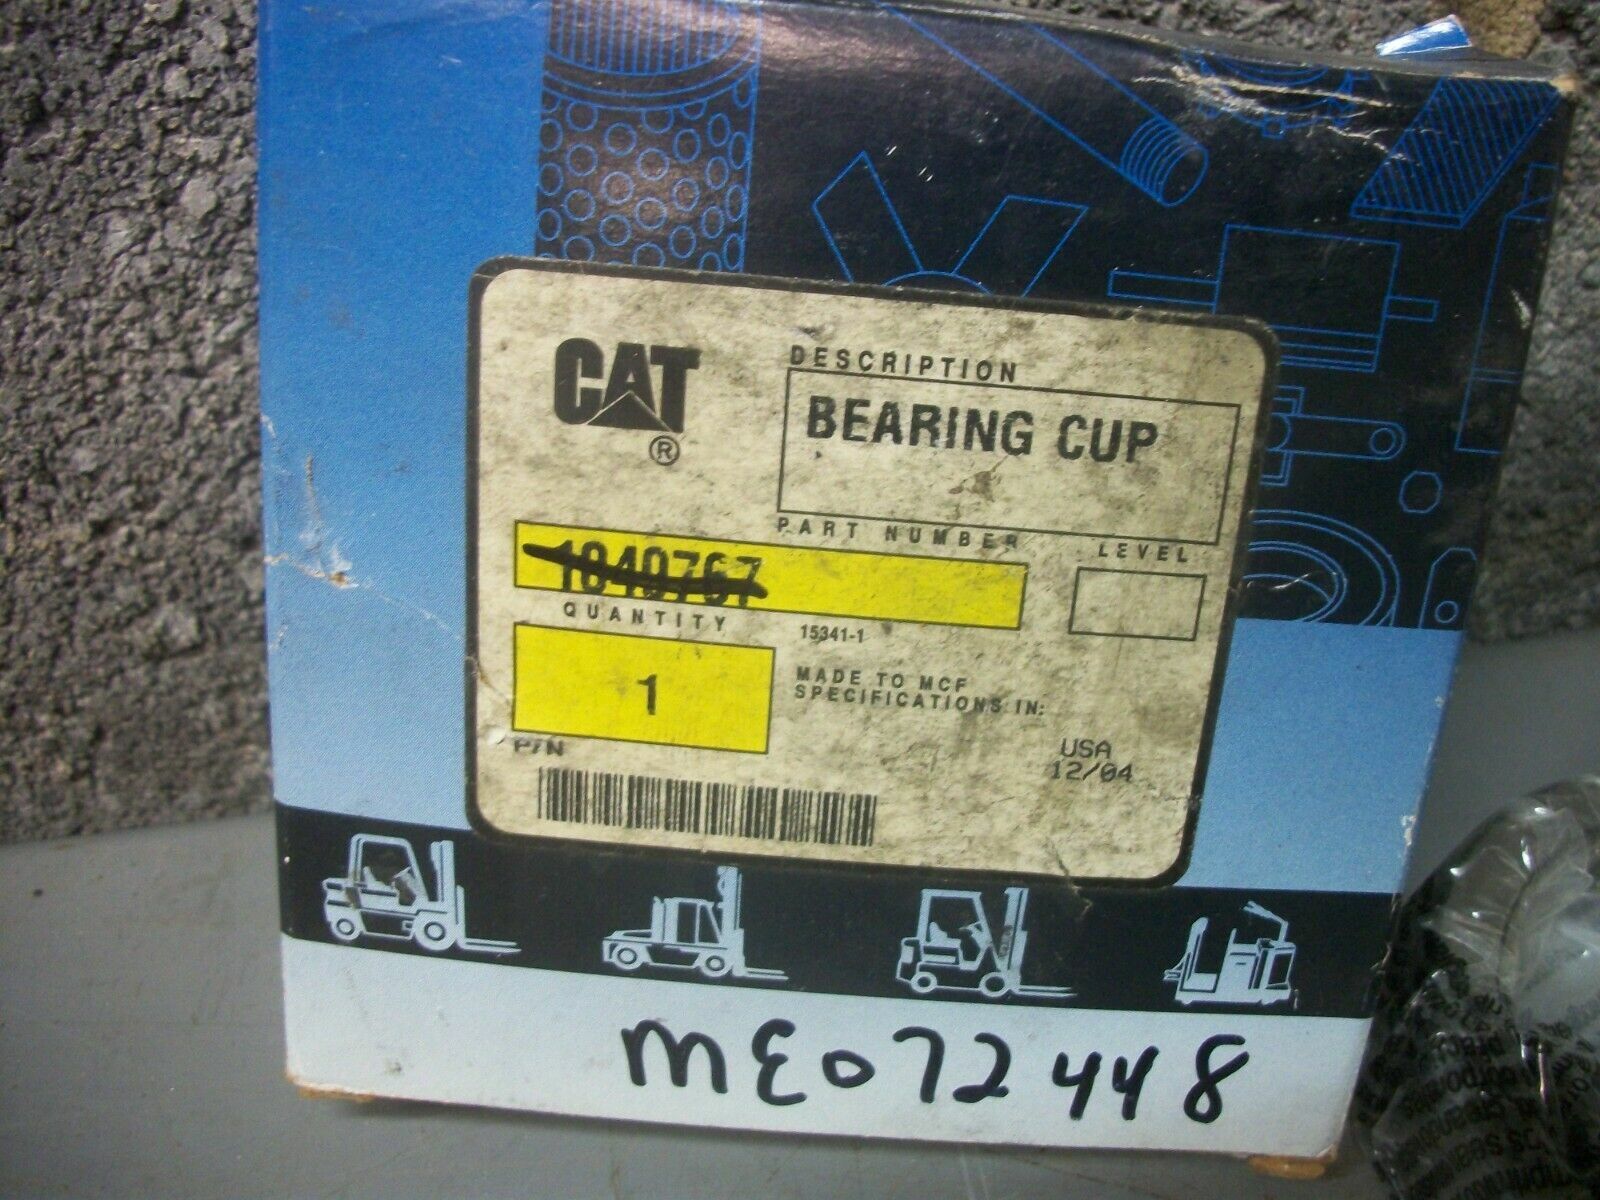 CAT
®
DESCRIPTION
BEARING CUP
PART NUMBER
LEVEL
1040767
QUANTITY
15341-1
1
MADE TO MCF
SPECIFICATIONS IN:
P/N
USA
12/04
ME072448